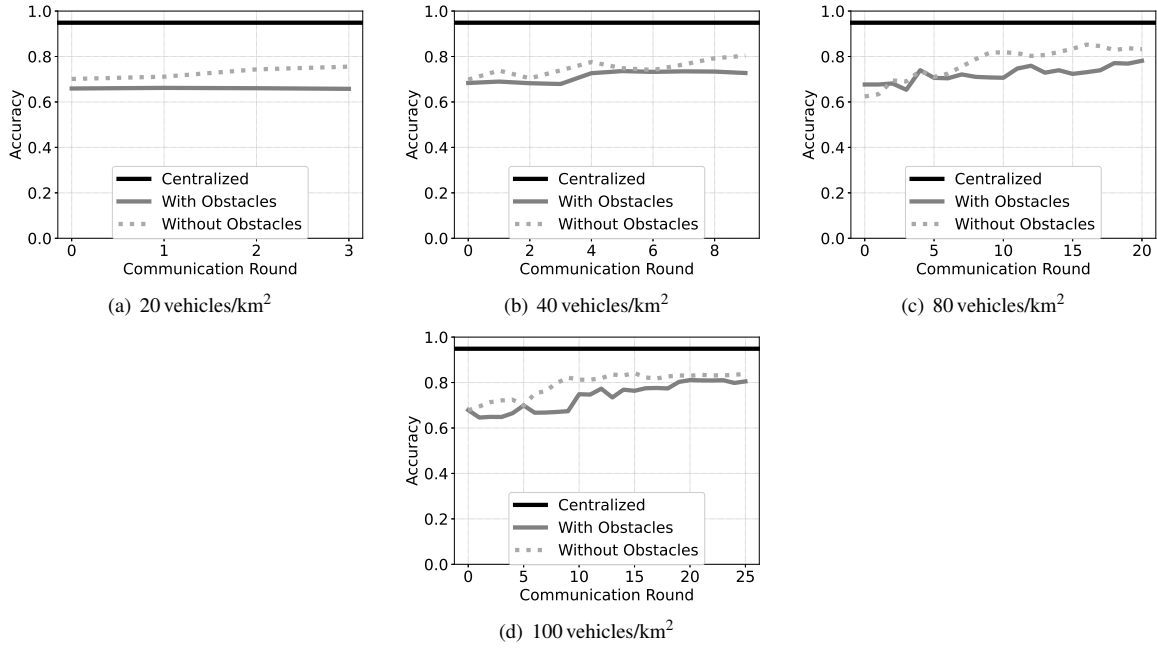 1.0
0.8
0.6
0.4
0.2
0.0
Accuracy
Centralized
With Obstacles
Without Obstacles
0 1 2 3
Communication Round
(a) 20 vehicles/km²
1.0
0.8
0.6
0.4
0.2
0.0
Accuracy
Centralized
With Obstacles
Without Obstacles
0 2 4 6 8
Communication Round
(b) 40 vehicles/km²
1.0
0.8
0.6
0.4
0.2
0.0
Accuracy
Centralized
With Obstacles
Without Obstacles
0 5 10 15 20
Communication Round
(c) 80 vehicles/km²
1.0
0.8
0.6
0.4
0.2
0.0
Accuracy
Centralized
With Obstacles
Without Obstacles
0 5 10 15 20 25
Communication Round
(d) 100 vehicles/km²